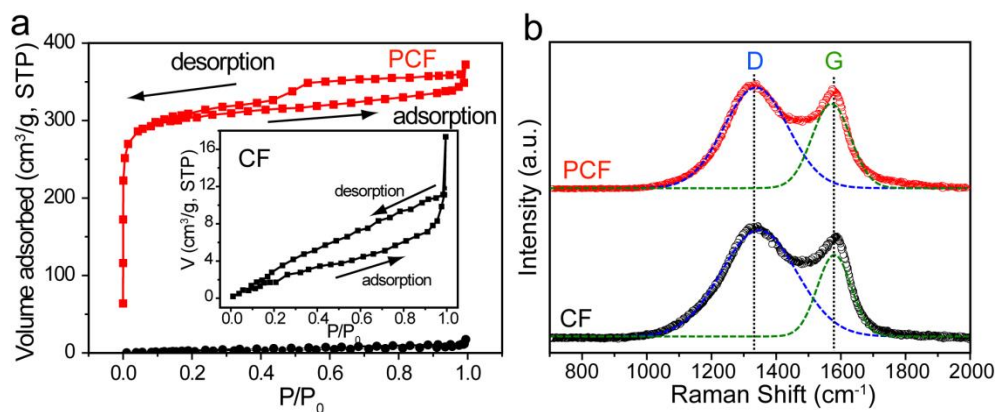 a
Volume adsorbed (cm³/g, STP)
400
300
200
100
0
desorption
PCF
adsorption
0.0 0.2 0.4 0.6 0.8 1.0
P/P₀
CF
V (cm³/g, STP)
16
12
8
4
0
desorption
adsorption
0.0 0.2 0.4 0.6 0.8 1.0
P/P₀
b
Intensity (a.u.)
D G
PCF
CF
800 1000 1200 1400 1600 1800 2000
Raman Shift (cm⁻¹)